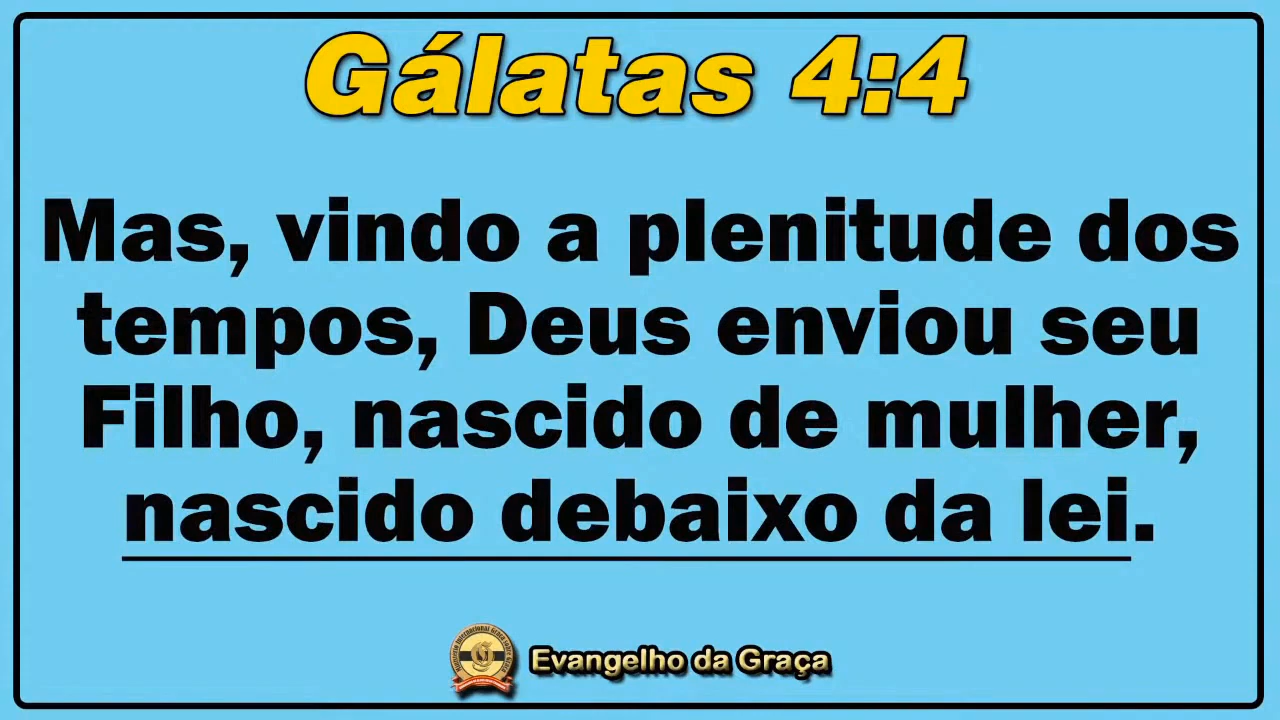 Gálatas 4:4
Mas, vindo a plenitude dos
tempos, Deus enviou seu
Filho, nascido de mulher,
nascido debaixo da lei.
Evangelho da Graça